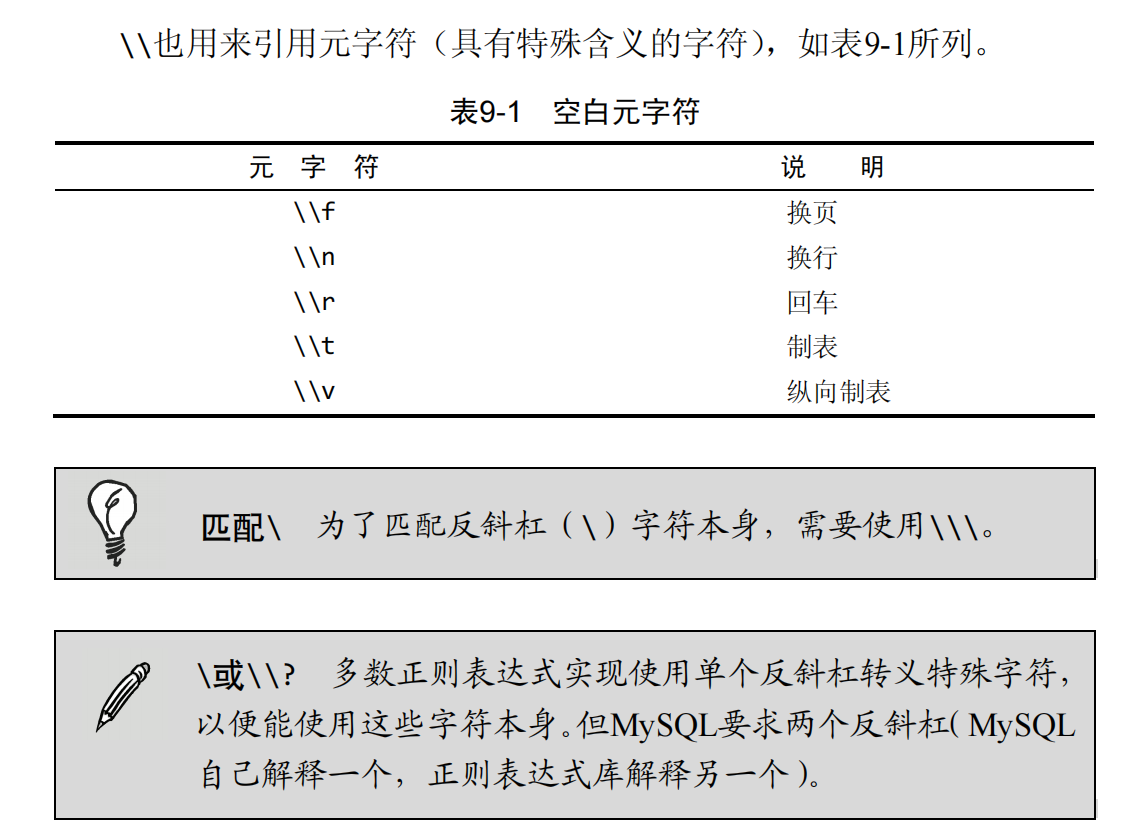 \\也用来引用元字符（具有特殊含义的字符），如表9-1所列。
表9-1 空白元字符
元 字 符 说 明
\\f 换页
\\n 换行
\\r 回车
\\t 制表
\\v 纵向制表
匹配\ 为了匹配反斜杠（\）字符本身，需要使用\\\。
\或\\? 多数正则表达式实现使用单个反斜杠转义特殊字符，
以便能使用这些字符本身。但MySQL要求两个反斜杠（MySQL
自己解释一个，正则表达式库解释另一个）。